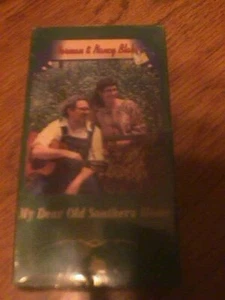 Norman & Nancy Blake
My Dear Old Southern Home